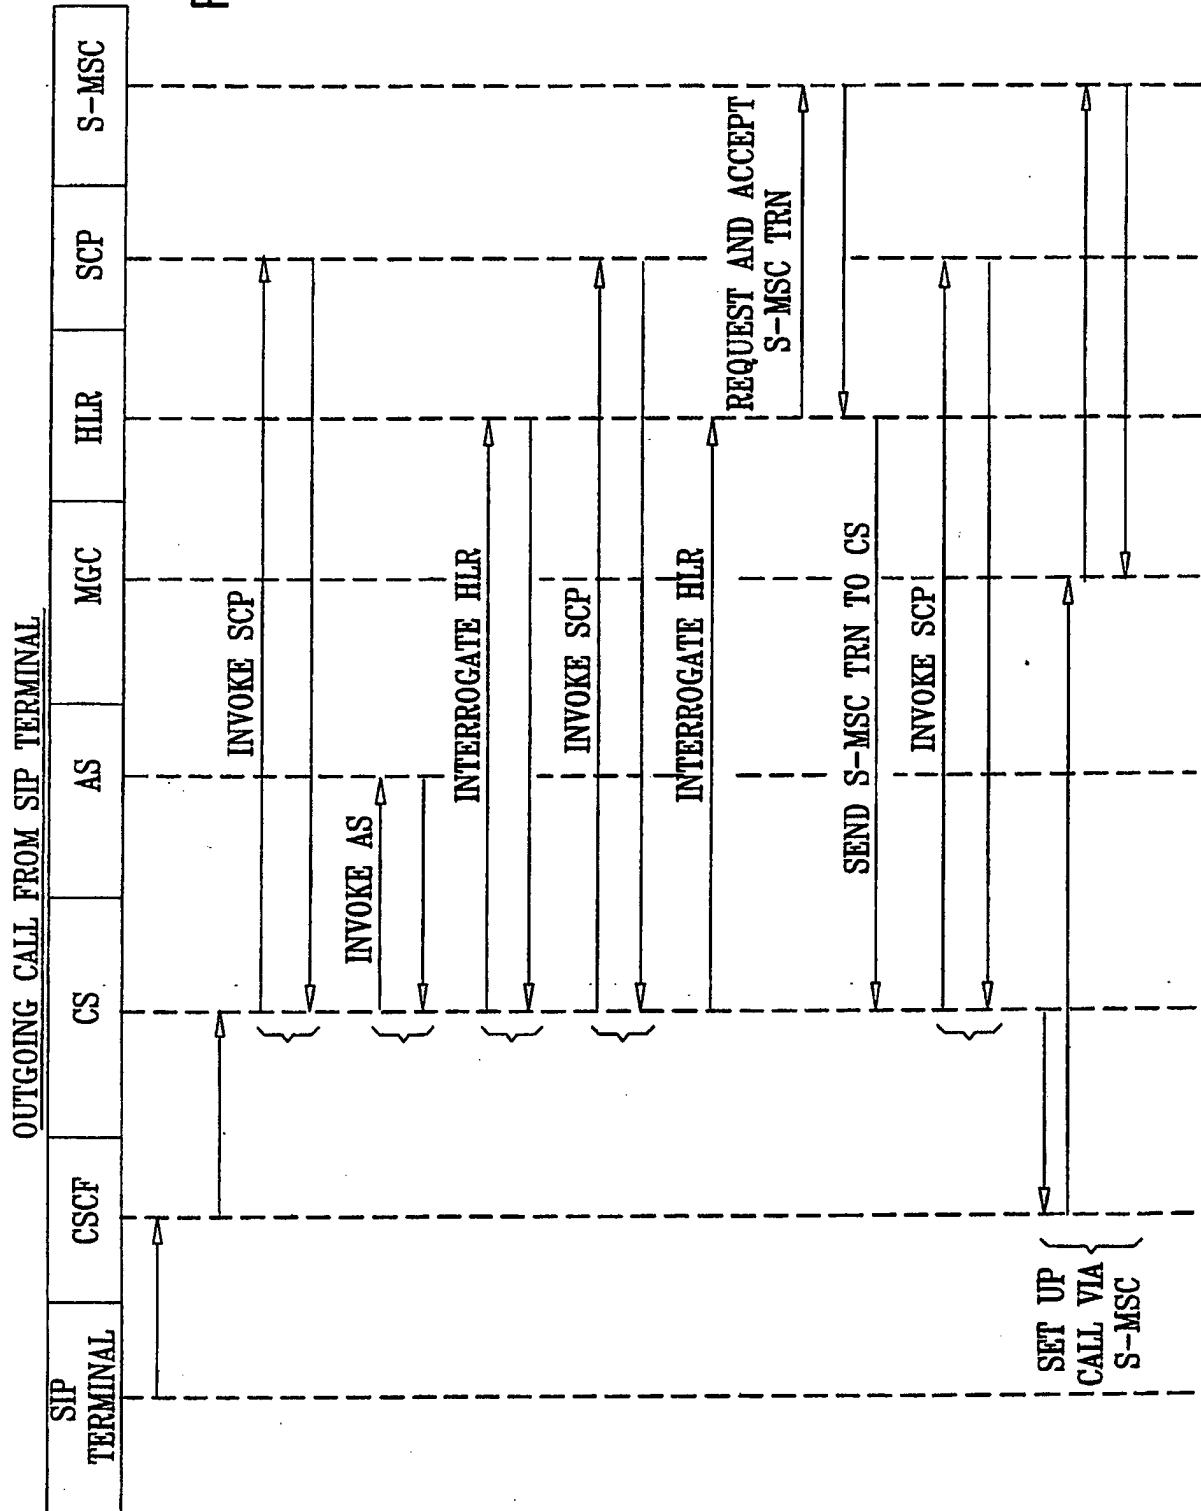 OUTGOING CALL FROM SIP TERMINAL
SIP
TERMINAL
CSCF
CS
AS
MGC
HLR
SCP
S-MSC
INVOKE SCP
INVOKE AS
INTERROGATE HLR
INVOKE SCP
INTERROGATE HLR
REQUEST AND ACCEPT
S-MSC TRN
SEND S-MSC TRN TO CS
INVOKE SCP
SET UP
CALL VIA
S-MSC